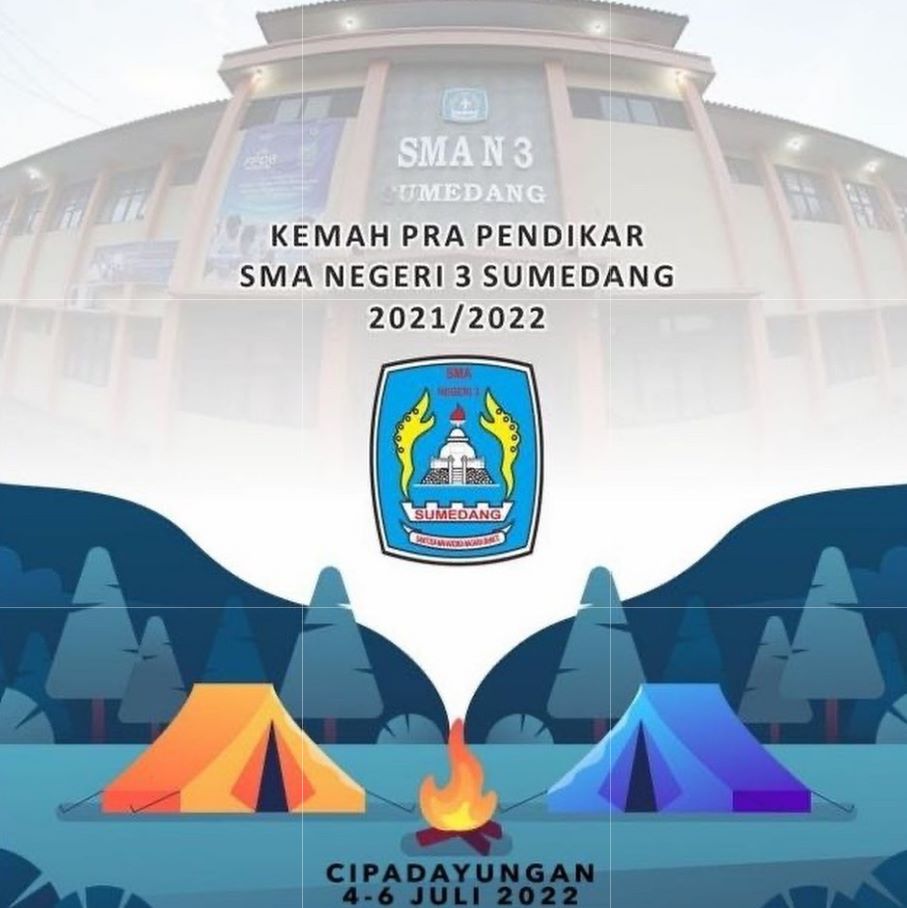 SMA N 3
SUMEDANG
KEMAH PRA PENDIKAR
SMA NEGERI 3 SUMEDANG
2021/2022
SMA
NEGERI 3
SUMEDANG
CIPADAYUNGAN
4-6 JULI 2022